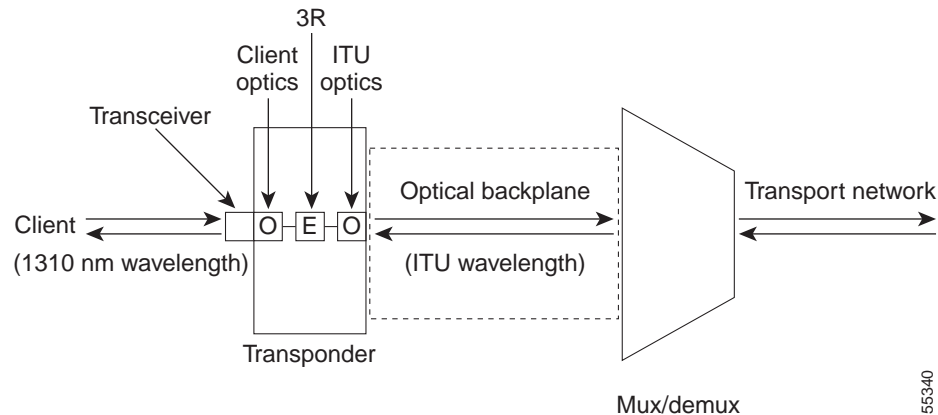 3R
Client
optics
ITU
optics
Transceiver
Optical backplane
Transport network
Client
O
E
O
(1310 nm wavelength)
(ITU wavelength)
Transponder
Mux/demux
55340